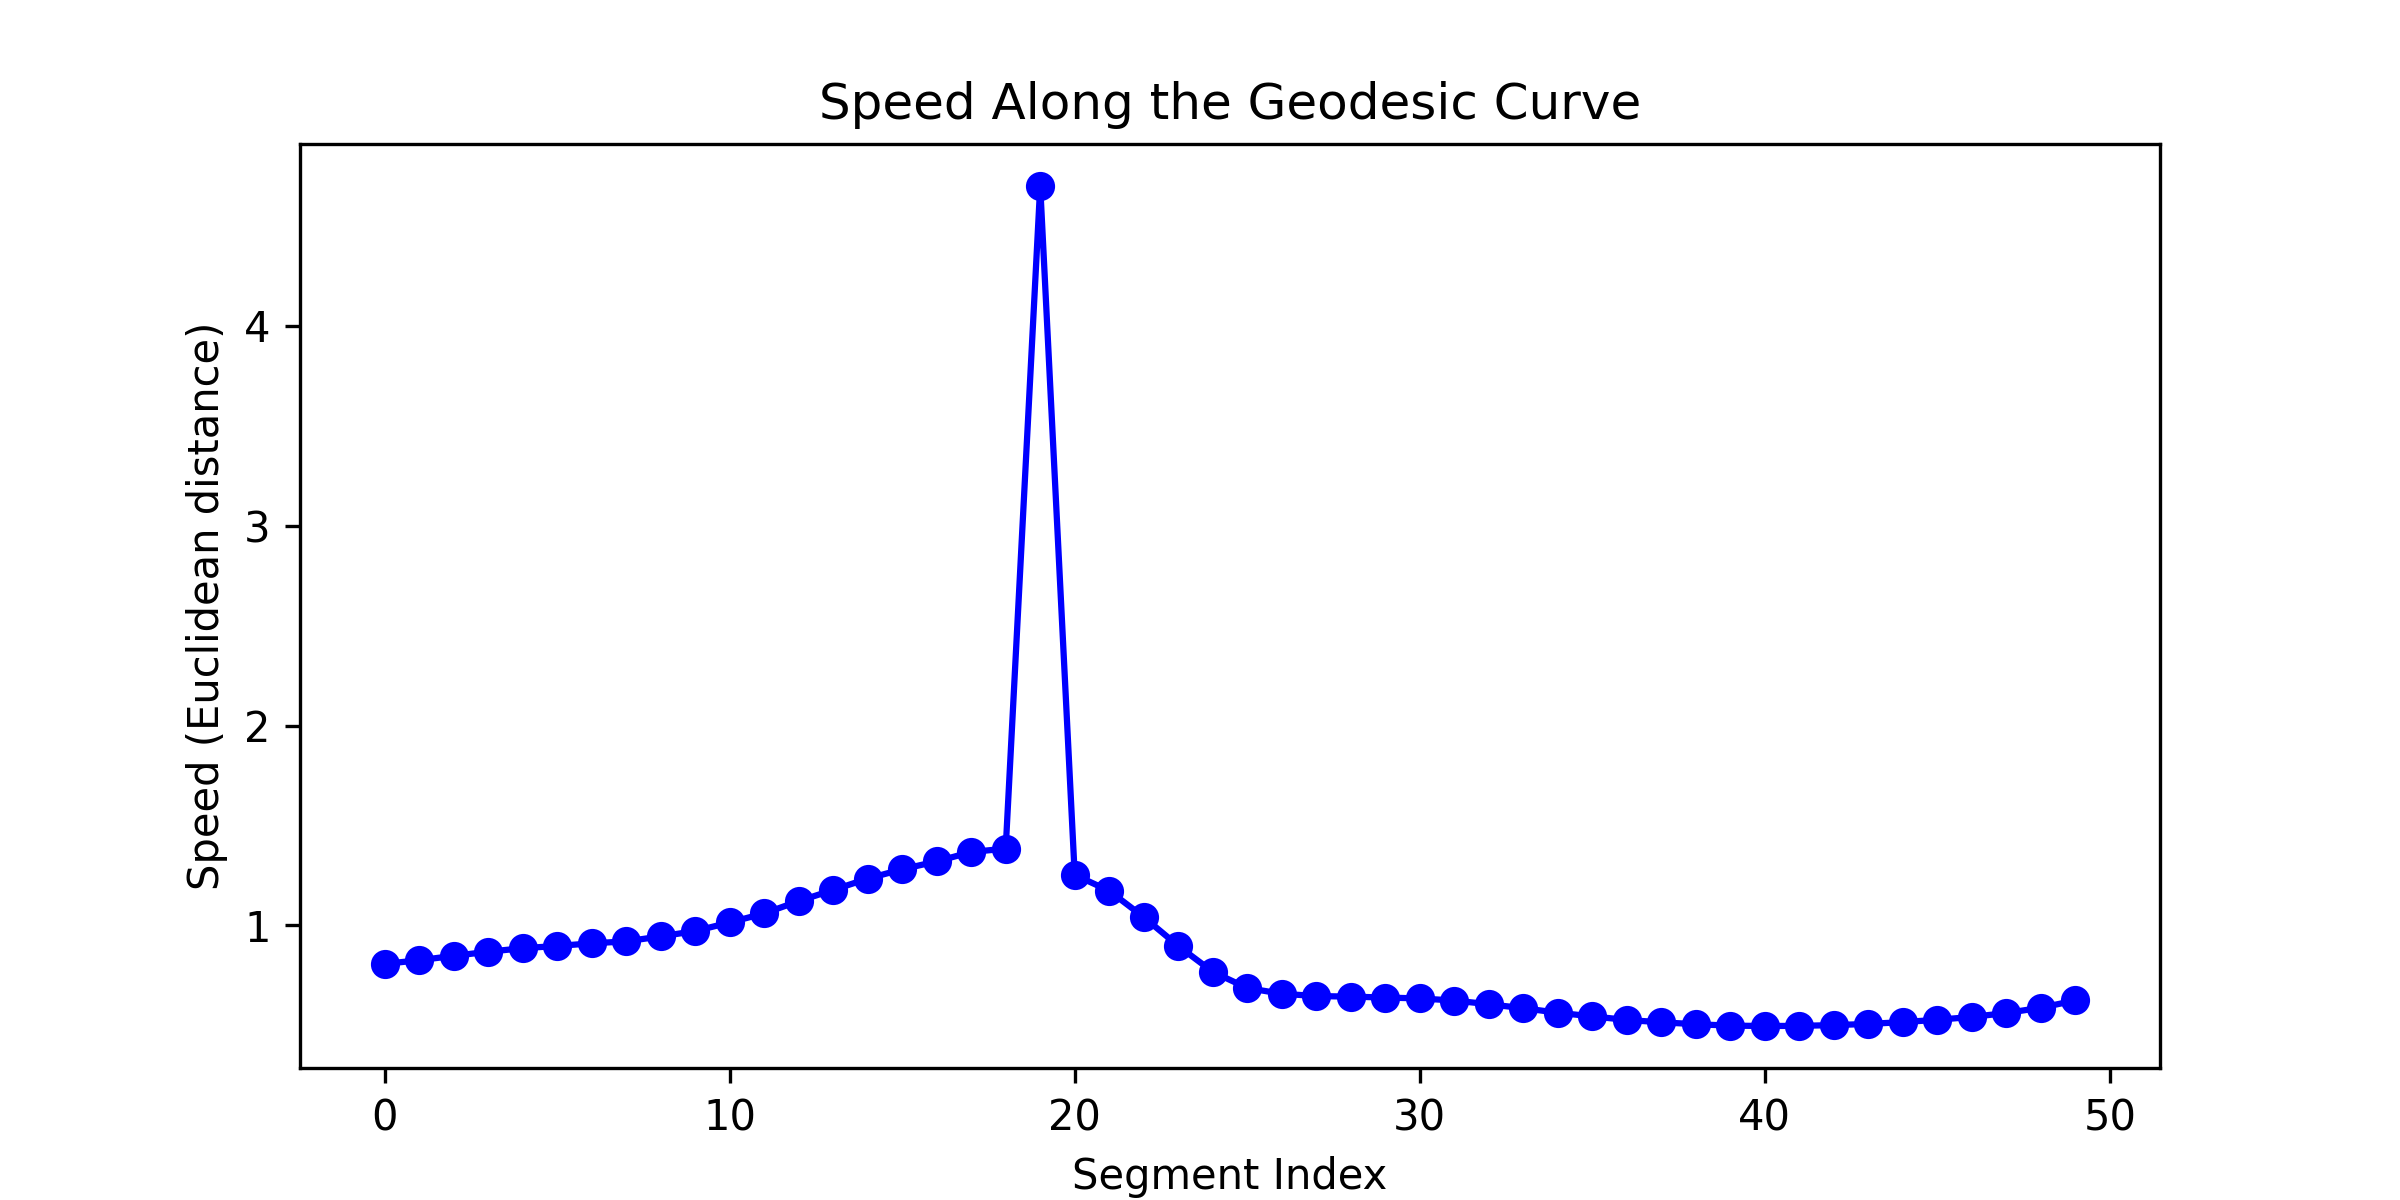 Speed Along the Geodesic Curve
Speed (Euclidean distance)
4
3
2
1
0 10 20 30 40 50
Segment Index